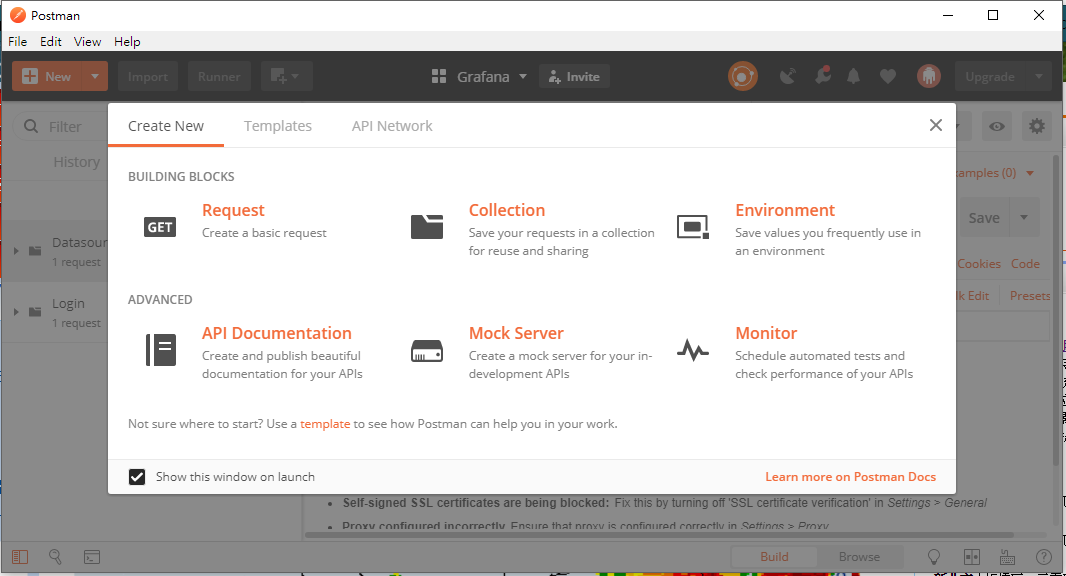 Postman
File Edit View Help
New Import Runner Grafana Invite Upgrade
Filter
History
Datasour
1 request
Login
1 request
Create New Templates API Network
BUILDING BLOCKS
GET
Request
Create a basic request
Collection
Save your requests in a collection
for reuse and sharing
Environment
Save values you frequently use in
an environment
ADVANCED
API Documentation
Create and publish beautiful
documentation for your APIs
Mock Server
Create a mock server for your in-
development APIs
Monitor
Schedule automated tests and
check performance of your APIs
Not sure where to start? Use a template to see how Postman can help you in your work.
Show this window on launch Learn more on Postman Docs
amples (0)
Save
Cookies Code
lk Edit Presets
Self-signed SSL certificates are being blocked: Fix this by turning off 'SSL certificate verification' in Settings > General
Proxy configured incorrectly Ensure that proxy is configured correctly in Settings > Proxy
Build Browse